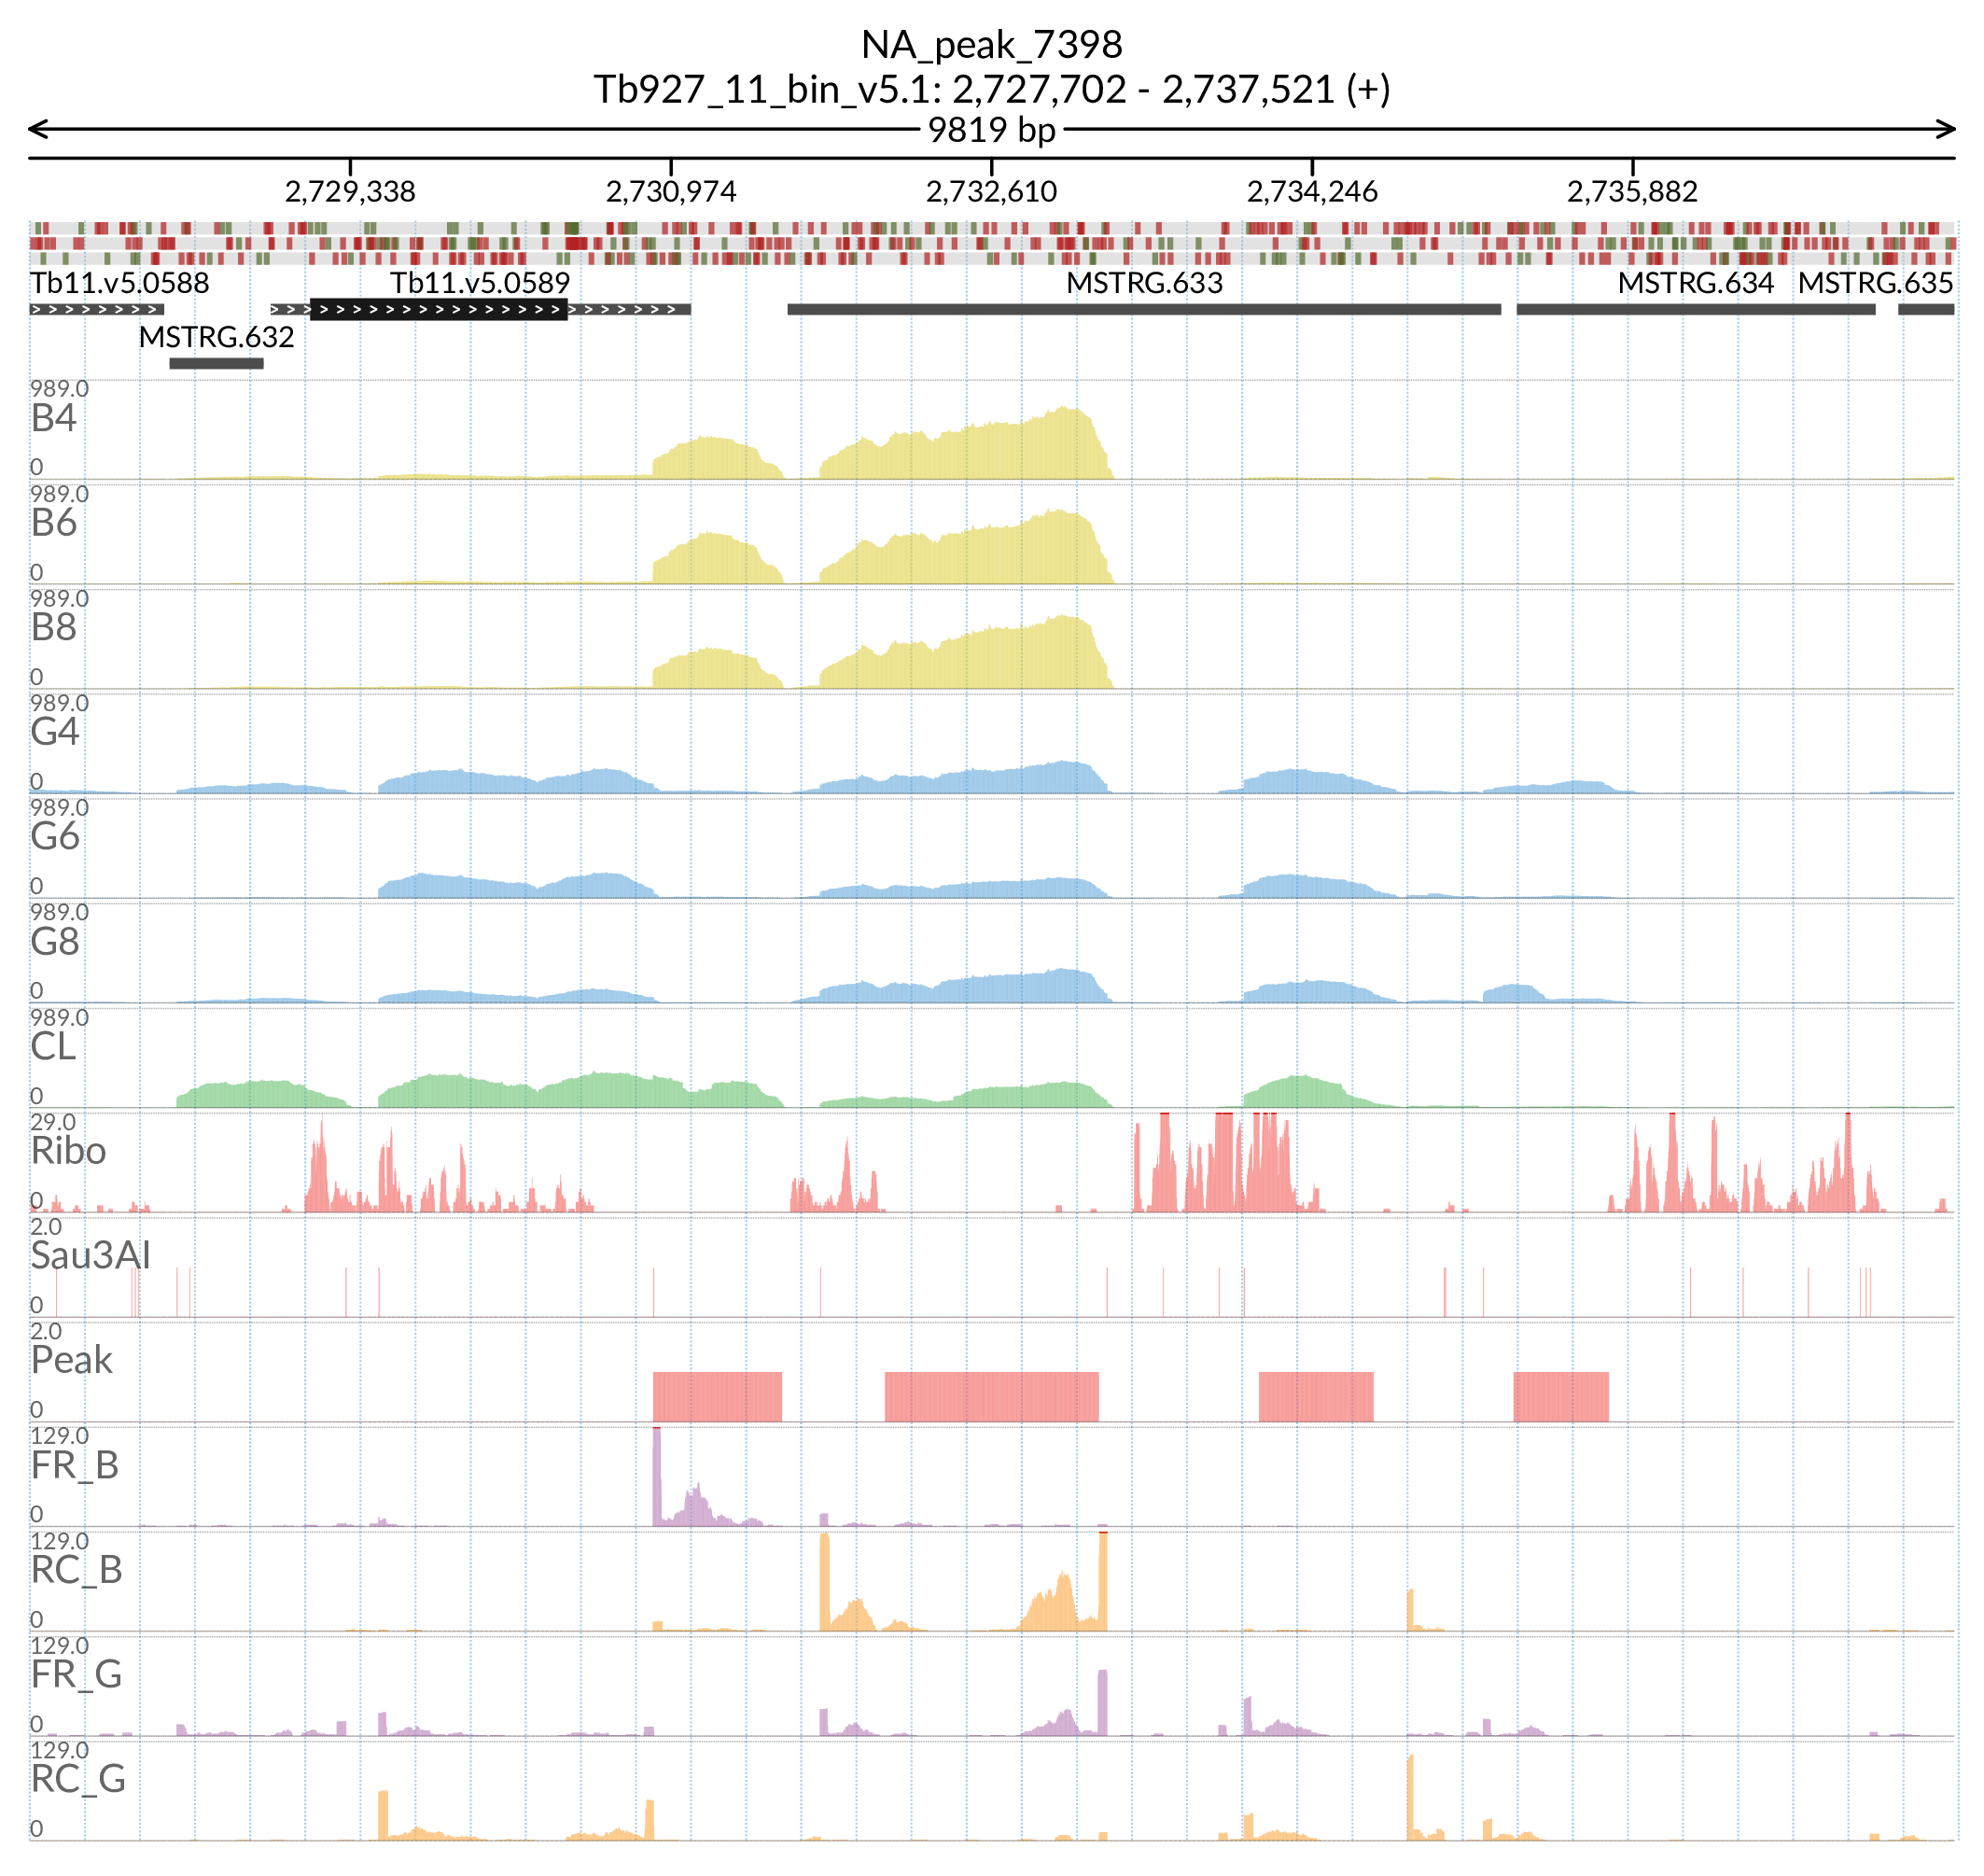 NA_peak_7398
Tb927_11_bin_v5.1: 2,727,702 - 2,737,521 (+)
9819 bp
2,729,338 2,730,974 2,732,610 2,734,246 2,735,882
Tb11.v5.0588 Tb11.v5.0589 MSTRG.633 MSTRG.634 MSTRG.635
MSTRG.632
989.0
B4
0
989.0
B6
0
989.0
B8
0
989.0
G4
0
989.0
G6
0
989.0
G8
0
989.0
CL
0
29.0
Ribo
0
2.0
Sau3AI
0
2.0
Peak
0
129.0
FR_B
0
129.0
RC_B
0
129.0
FR_G
0
129.0
RC_G
0